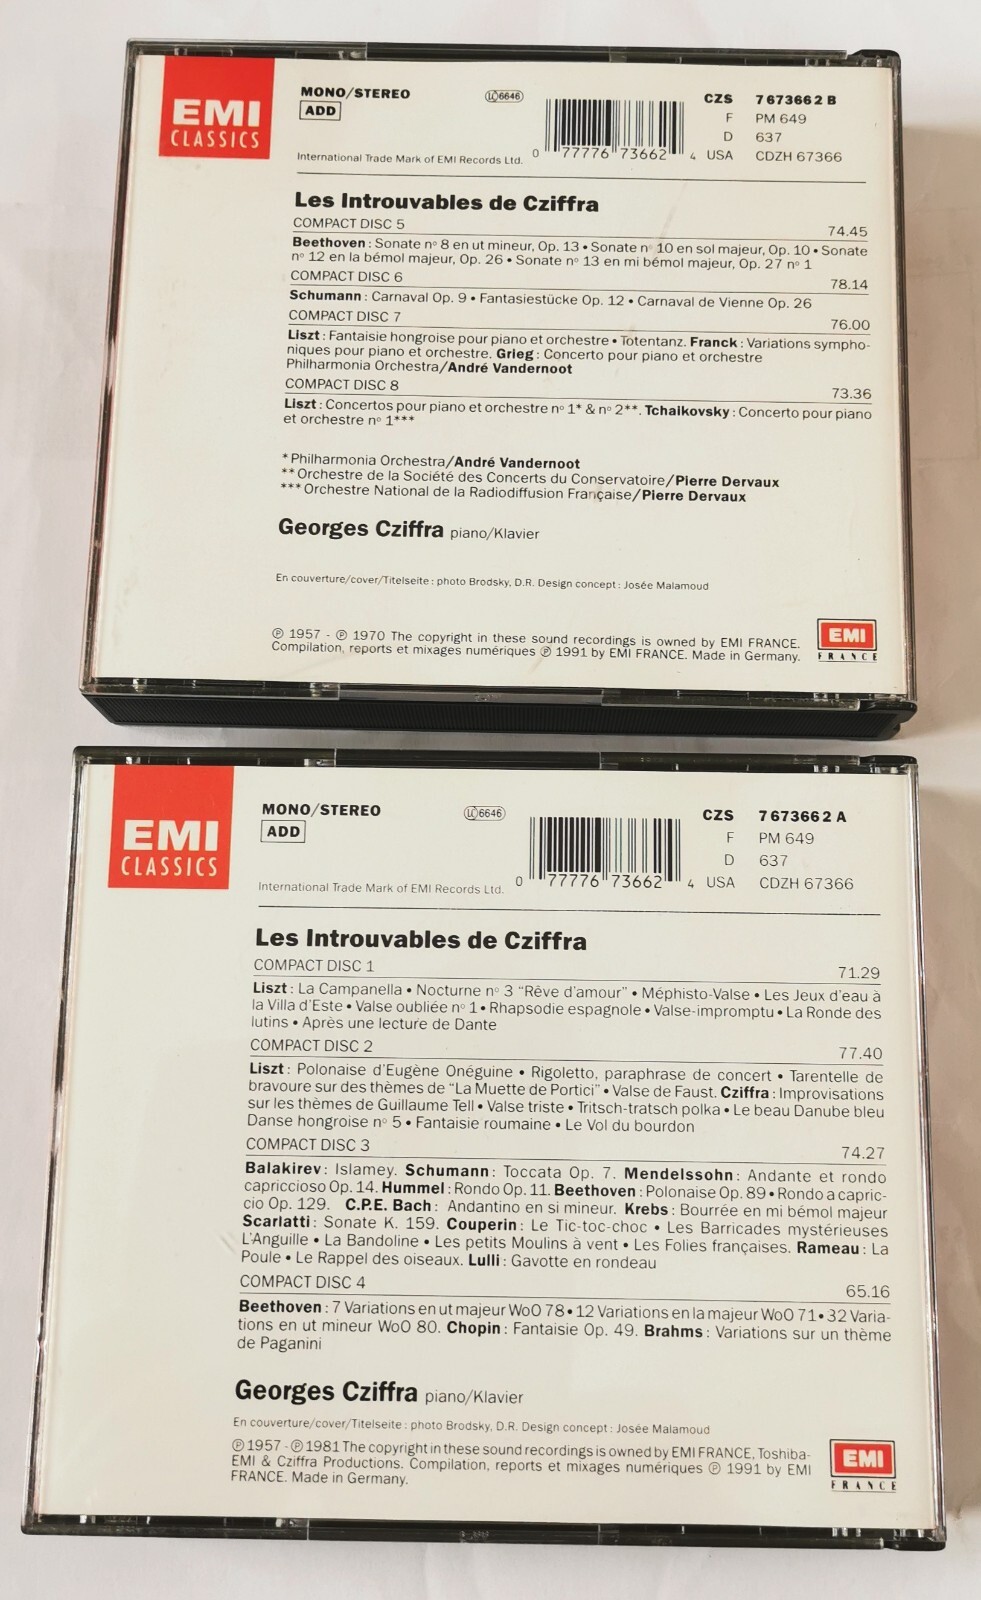 EMI
CLASSICS
MONO/STEREO
ADD
LC 6646
International Trade Mark of EMI Records Ltd.
0 77776 73662 4
CZS 7 67366 2 B
F PM 649
D 637
USA CDZH 67366
Les Introuvables de Cziffra
COMPACT DISC 5 74.45
Beethoven : Sonate nº 8 en ut mineur, Op. 13 • Sonate nº 10 en sol majeur, Op. 10 • Sonate
nº 12 en la bémol majeur, Op. 26 • Sonate nº 13 en mi bémol majeur, Op. 27 nº 1
COMPACT DISC 6 78.14
Schumann : Carnaval Op. 9 • Fantasiestücke Op. 12 • Carnaval de Vienne Op. 26
COMPACT DISC 7 76.00
Liszt : Fantaisie hongroise pour piano et orchestre • Totentanz. Franck : Variations sympho-
niques pour piano et orchestre. Grieg : Concerto pour piano et orchestre
Philharmonia Orchestra/André Vandernoot
COMPACT DISC 8 73.36
Liszt : Concertos pour piano et orchestre nº 1* & nº 2**. Tchaikovsky : Concerto pour piano
et orchestre nº 1***
* Philharmonia Orchestra/André Vandernoot
** Orchestre de la Société des Concerts du Conservatoire/Pierre Dervaux
*** Orchestre National de la Radiodiffusion Française/Pierre Dervaux
Georges Cziffra piano/Klavier
En couverture/cover/Titelseite : photo Brodsky, D.R. Design concept : Josée Malamoud
℗ 1957 - ℗ 1970 The copyright in these sound recordings is owned by EMI FRANCE.
Compilation, reports et mixages numériques ℗ 1991 by EMI FRANCE. Made in Germany.
EMI
FRANCE
EMI
CLASSICS
MONO/STEREO
ADD
LC 6646
International Trade Mark of EMI Records Ltd.
0 77776 73662 4
CZS 7 67366 2 A
F PM 649
D 637
USA CDZH 67366
Les Introuvables de Cziffra
COMPACT DISC 1 71.29
Liszt : La Campanella • Nocturne nº 3 "Rêve d'amour" • Méphisto-Valse • Les Jeux d'eau à
la Villa d'Este • Valse oubliée nº 1 • Rhapsodie espagnole • Valse-impromptu • La Ronde des
lutins • Après une lecture de Dante
COMPACT DISC 2 77.40
Liszt : Polonaise d'Eugène Onéguine • Rigoletto, paraphrase de concert • Tarentelle de
bravoure sur des thèmes de "La Muette de Portici" • Valse de Faust. Cziffra : Improvisations
sur les thèmes de Guillaume Tell • Valse triste • Tritsch-tratsch polka • Le beau Danube bleu
Danse hongroise nº 5 • Fantaisie roumaine • Le Vol du bourdon
COMPACT DISC 3 74.27
Balakirev : Islamey. Schumann : Toccata Op. 7. Mendelssohn : Andante et rondo
capriccioso Op. 14. Hummel : Rondo Op. 11. Beethoven : Polonaise Op. 89 • Rondo a capric-
cio Op. 129. C.P.E. Bach : Andantino en si mineur. Krebs : Bourrée en mi bémol majeur
Scarlatti : Sonate K. 159. Couperin : Le Tic-toc-choc • Les Barricades mystérieuses
L'Anguille • La Bandoline • Les petits Moulins à vent • Les Folies françaises. Rameau : La
Poule • Le Rappel des oiseaux. Lulli : Gavotte en rondeau
COMPACT DISC 4 65.16
Beethoven : 7 Variations en ut majeur WoO 78 • 12 Variations en la majeur WoO 71 • 32 Varia-
tions en ut mineur WoO 80. Chopin : Fantaisie Op. 49. Brahms : Variations sur un thème
de Paganini
Georges Cziffra piano/Klavier
En couverture/cover/Titelseite : photo Brodsky, D.R. Design concept : Josée Malamoud
℗ 1957 - ℗ 1981 The copyright in these sound recordings is owned by EMI FRANCE, Toshiba-
EMI & Cziffra Productions. Compilation, reports et mixages numériques ℗ 1991 by EMI
FRANCE. Made in Germany.
EMI
FRANCE